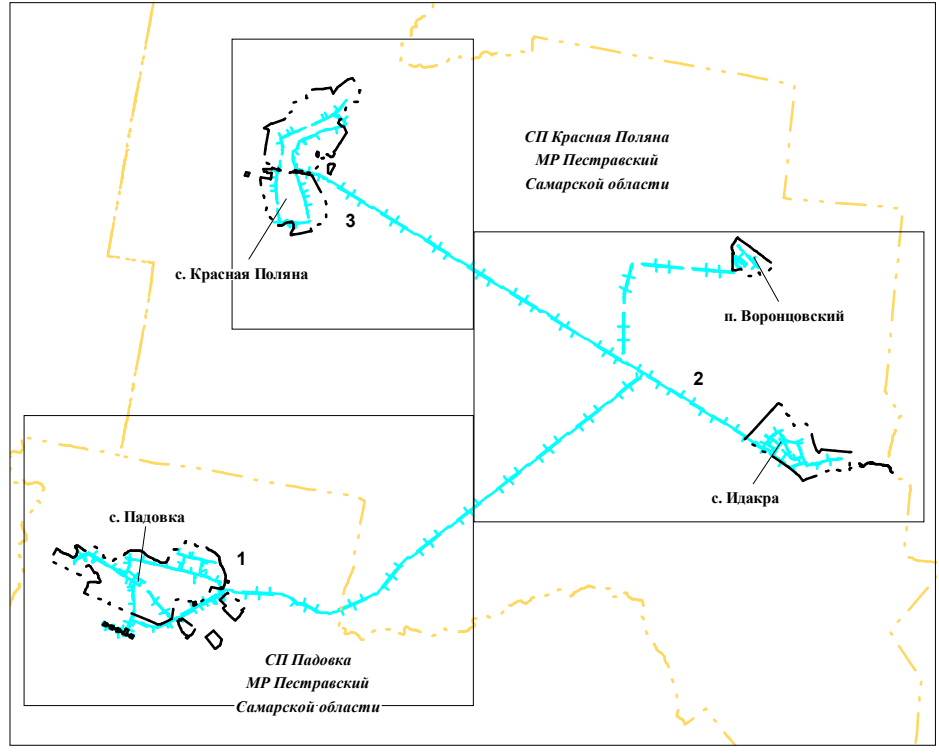 СП Красная Поляна
МР Пестравский
Самарской области
3
с. Красная Поляна
п. Воронцовский
2
с. Идакра
с. Падовка
1
СП Падовка
МР Пестравский
Самарской области